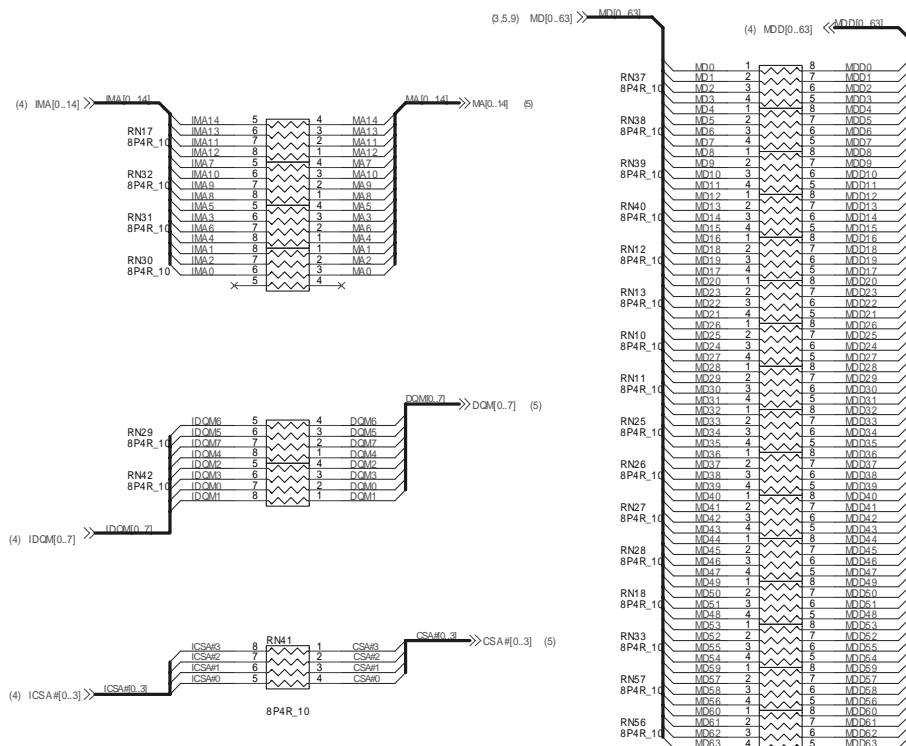 (3,5,9) MD[0..63] MD[0..63]
(4) MDD[0..63] MDD[0..63]
(4) IMA[0..14] IMA[0..14] MA[0..14] MA[0..14] (5)
IMA14 5 4 MA14
IMA13 6 3 MA13
RN17
IMA11 7 2 MA11
8P4R_10
IMA12 8 1 MA12
IMA7 5 4 MA7
IMA10 6 3 MA10
RN32
IMA9 7 2 MA9
8P4R_10
IMA8 8 1 MA8
IMA5 5 4 MA5
IMA3 6 3 MA3
RN31
IMA6 7 2 MA6
8P4R_10
IMA4 8 1 MA4
IMA1 8 1 MA1
IMA2 7 2 MA2
RN30
IMA0 6 3 MA0
8P4R_10
5 4
DQM[0..7] DQM[0..7] (5)
IDQM6 5 4 DQM6
IDQM5 6 3 DQM5
RN29
IDQM7 7 2 DQM7
8P4R_10
IDQM4 8 1 DQM4
IDQM2 5 4 DQM2
IDQM3 6 3 DQM3
RN42
IDQM0 7 2 DQM0
8P4R_10
IDQM1 8 1 DQM1
(4) IDQM[0..7] IDQM[0..7]
RN41
CSA#[0..3] CSA#[0..3] (5)
ICSA#3 8 1 CSA#3
ICSA#2 7 2 CSA#2
ICSA#1 6 3 CSA#1
ICSA#0 5 4 CSA#0
(4) ICSA#[0..3] ICSA#[0..3]
8P4R_10
MD0 1 8 MDD0
RN37 MD1 2 7 MDD1
8P4R_10 MD2 3 6 MDD2
MD3 4 5 MDD3
MD4 1 8 MDD4
RN38 MD5 2 7 MDD5
8P4R_10 MD6 3 6 MDD6
MD7 4 5 MDD7
MD8 1 8 MDD8
RN39 MD9 2 7 MDD9
8P4R_10 MD10 3 6 MDD10
MD11 4 5 MDD11
MD12 1 8 MDD12
RN40 MD13 2 7 MDD13
8P4R_10 MD14 3 6 MDD14
MD15 4 5 MDD15
MD16 1 8 MDD16
RN12 MD18 2 7 MDD18
8P4R_10 MD19 3 6 MDD19
MD17 4 5 MDD17
MD20 1 8 MDD20
RN13 MD23 2 7 MDD23
8P4R_10 MD22 3 6 MDD22
MD21 4 5 MDD21
MD26 1 8 MDD26
RN10 MD25 2 7 MDD25
8P4R_10 MD24 3 6 MDD24
MD27 4 5 MDD27
MD28 1 8 MDD28
RN11 MD29 2 7 MDD29
8P4R_10 MD30 3 6 MDD30
MD31 4 5 MDD31
MD32 1 8 MDD32
RN25 MD33 2 7 MDD33
8P4R_10 MD34 3 6 MDD34
MD35 4 5 MDD35
MD36 1 8 MDD36
RN26 MD37 2 7 MDD37
8P4R_10 MD38 3 6 MDD38
MD39 4 5 MDD39
MD40 1 8 MDD40
RN27 MD41 2 7 MDD41
8P4R_10 MD42 3 6 MDD42
MD43 4 5 MDD43
MD44 1 8 MDD44
RN28 MD45 2 7 MDD45
8P4R_10 MD46 3 6 MDD46
MD47 4 5 MDD47
MD49 1 8 MDD49
RN18 MD50 2 7 MDD50
8P4R_10 MD51 3 6 MDD51
MD48 4 5 MDD48
MD53 1 8 MDD53
RN33 MD52 2 7 MDD52
8P4R_10 MD55 3 6 MDD55
MD54 4 5 MDD54
MD59 1 8 MDD59
RN57 MD57 2 7 MDD57
8P4R_10 MD58 3 6 MDD58
MD56 4 5 MDD56
MD60 1 8 MDD60
RN56 MD61 2 7 MDD61
8P4R_10 MD62 3 6 MDD62
MD63 4 5 MDD63